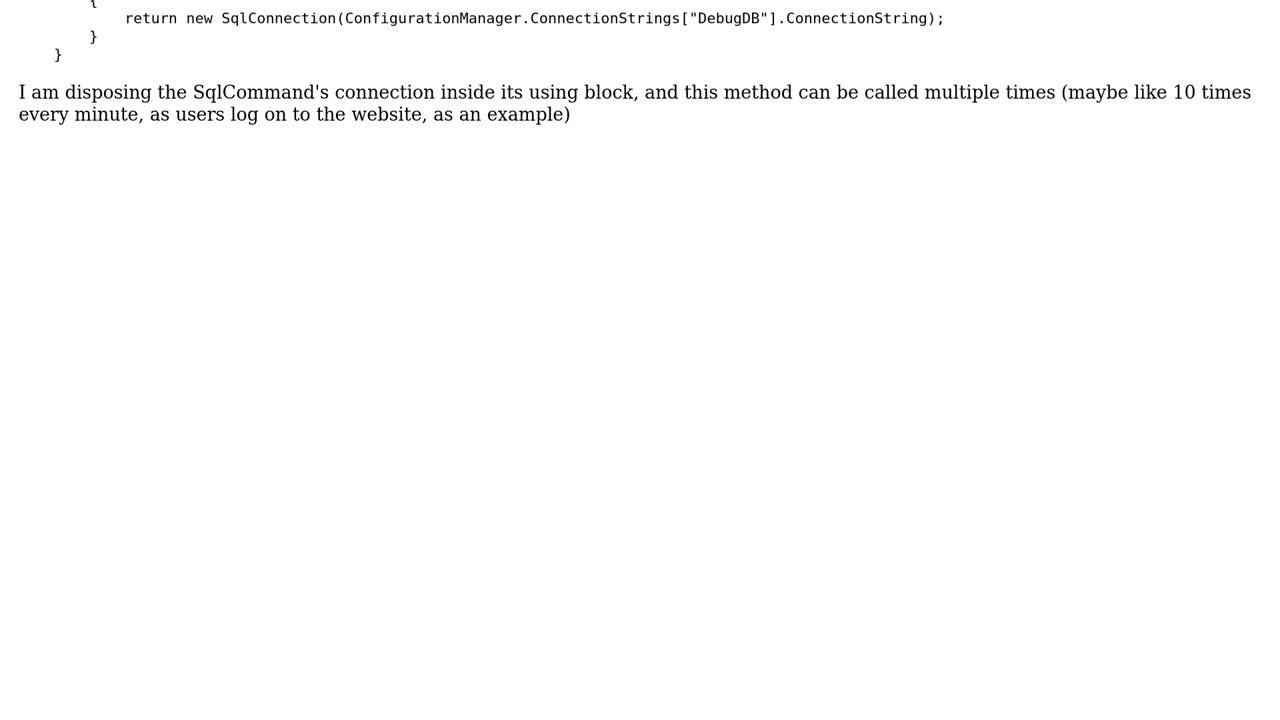 {
return new SqlConnection(ConfigurationManager.ConnectionStrings["DebugDB"].ConnectionString);
}
}
I am disposing the SqlCommand's connection inside its using block, and this method can be called multiple times (maybe like 10 times
every minute, as users log on to the website, as an example)